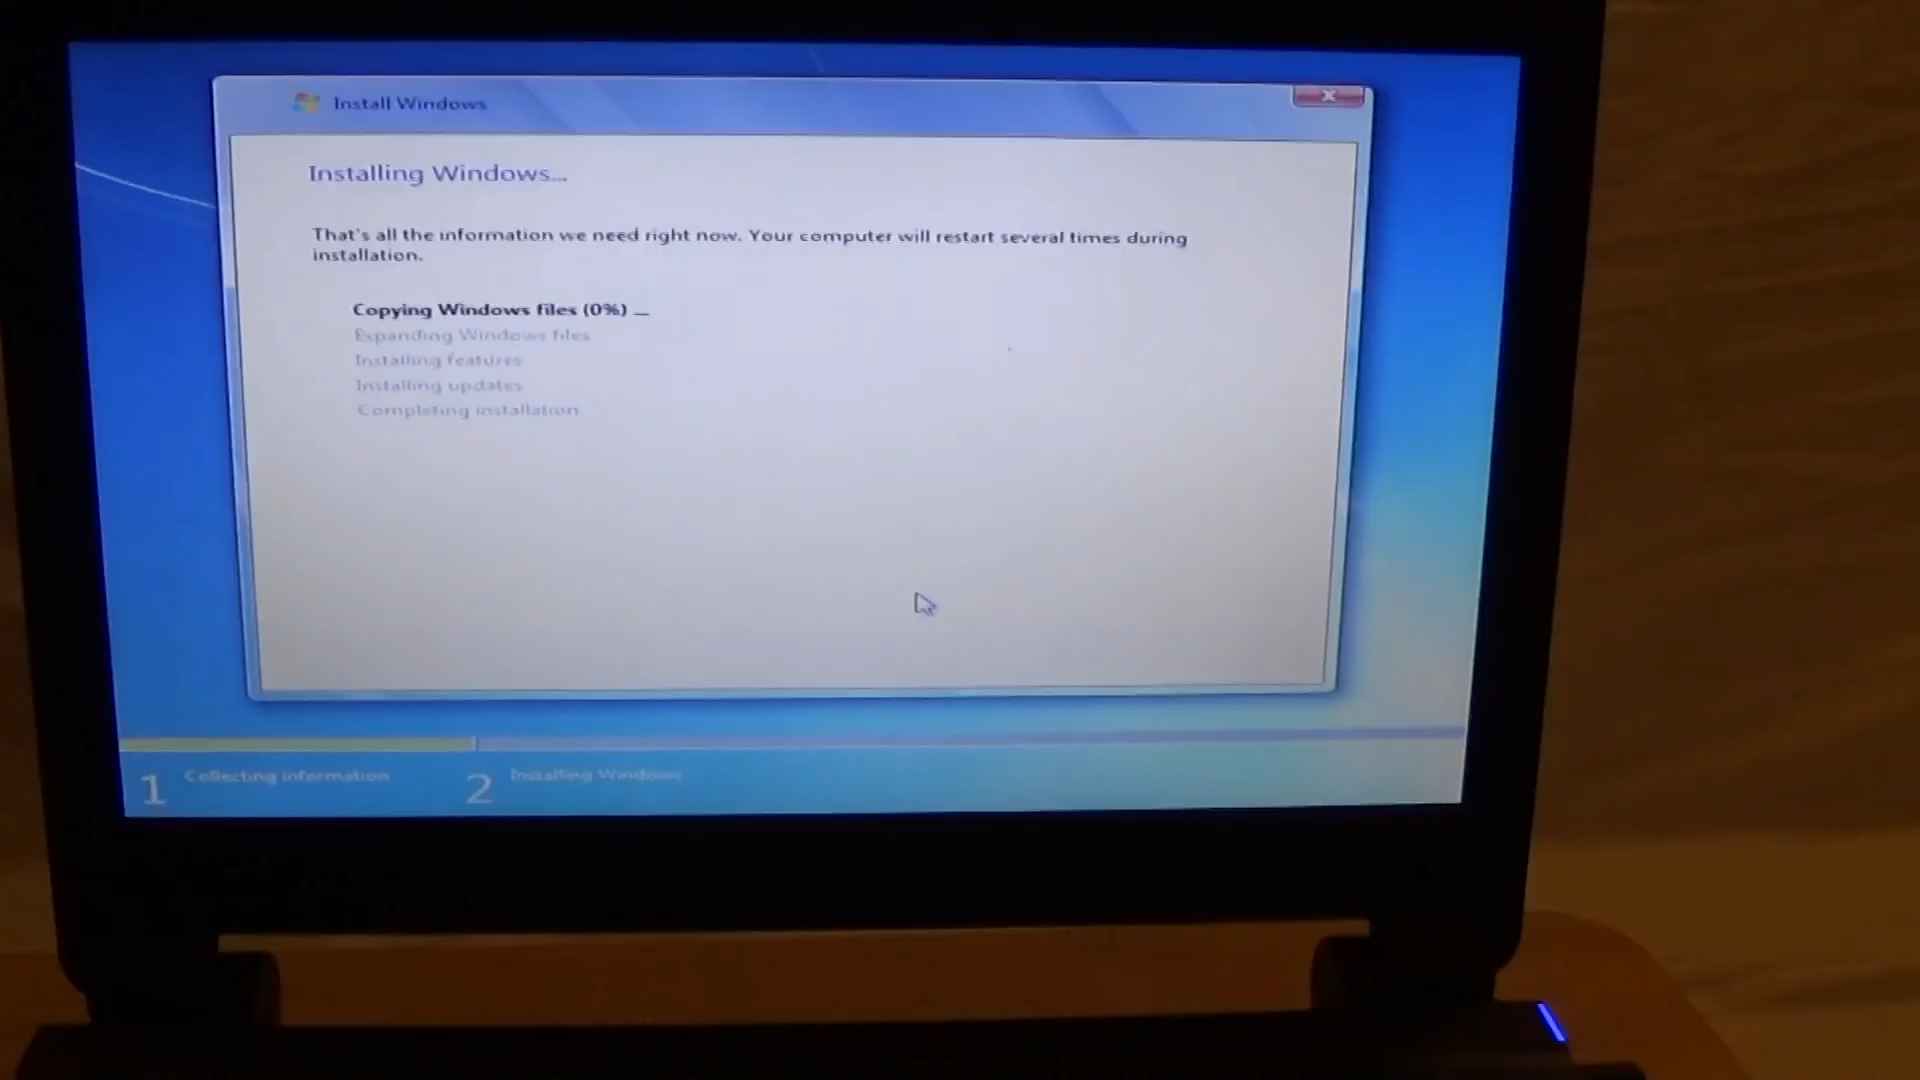 Install Windows
Installing Windows...
That's all the information we need right now. Your computer will restart several times during
installation.
Copying Windows files (0%) ...
Expanding Windows files
Installing features
Installing updates
Completing installation
1 Collecting information
2 Installing Windows